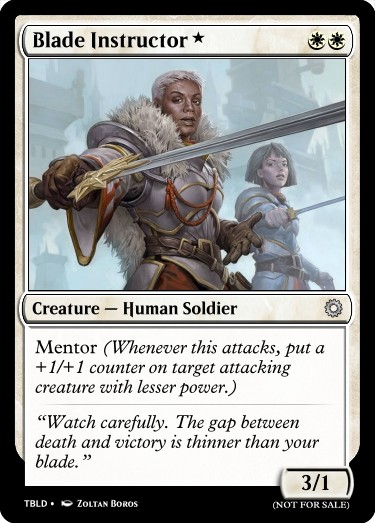 Blade Instructor★
Creature — Human Soldier
Mentor (Whenever this attacks, put a
+1/+1 counter on target attacking
creature with lesser power.)
“Watch carefully. The gap between
death and victory is thinner than your
blade.”
3/1
TBLD • Zoltan Boros
(NOT FOR SALE)